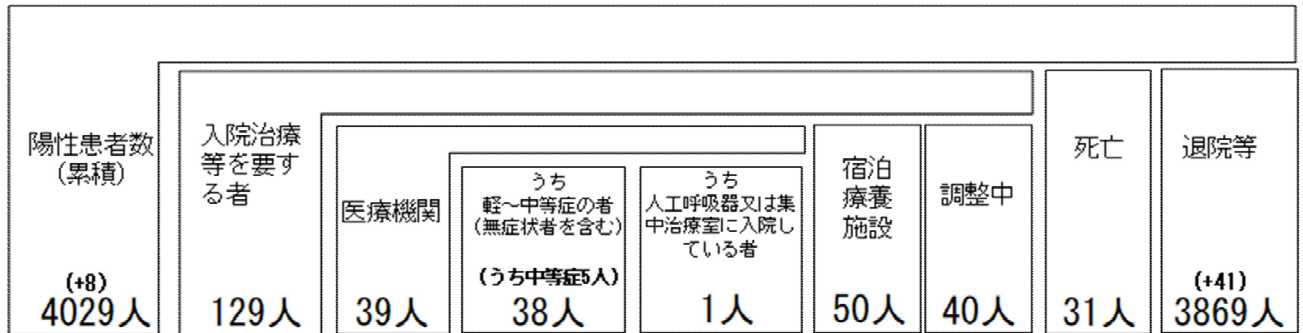 陽性患者数
(累積)
(+8)
4029人
入院治療
等を要す
る者
129人
医療機関
39人
うち
軽～中等症の者
(無症状者を含む)
(うち中等症5人)
38人
うち
人工呼吸器又は集
中治療室に入院し
ている者
1人
宿泊
療養
施設
50人
調整中
40人
死亡
31人
退院等
(+41)
3869人